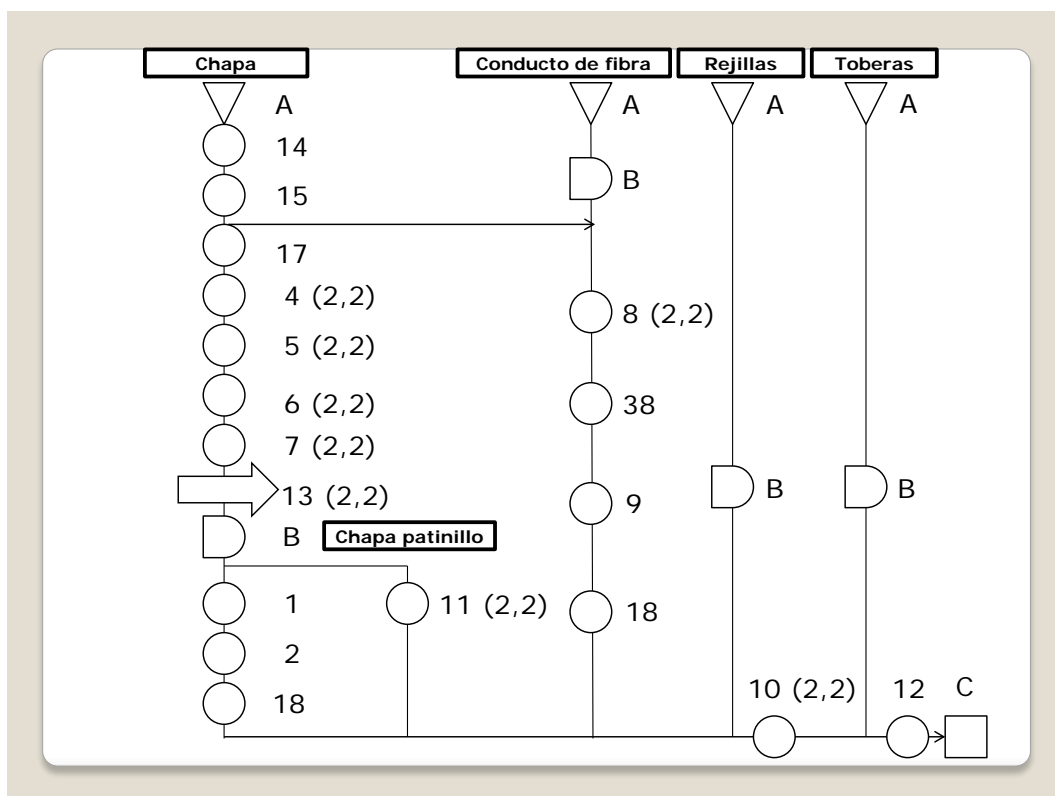 Chapa
Conducto de fibra
Rejillas
Toberas
A
A
A
A
14
B
15
17
4 (2,2)
8 (2,2)
5 (2,2)
6 (2,2)
38
7 (2,2)
13 (2,2)
9
B
B
B
Chapa patinillo
1
11 (2,2)
18
2
18
10 (2,2)
12
C